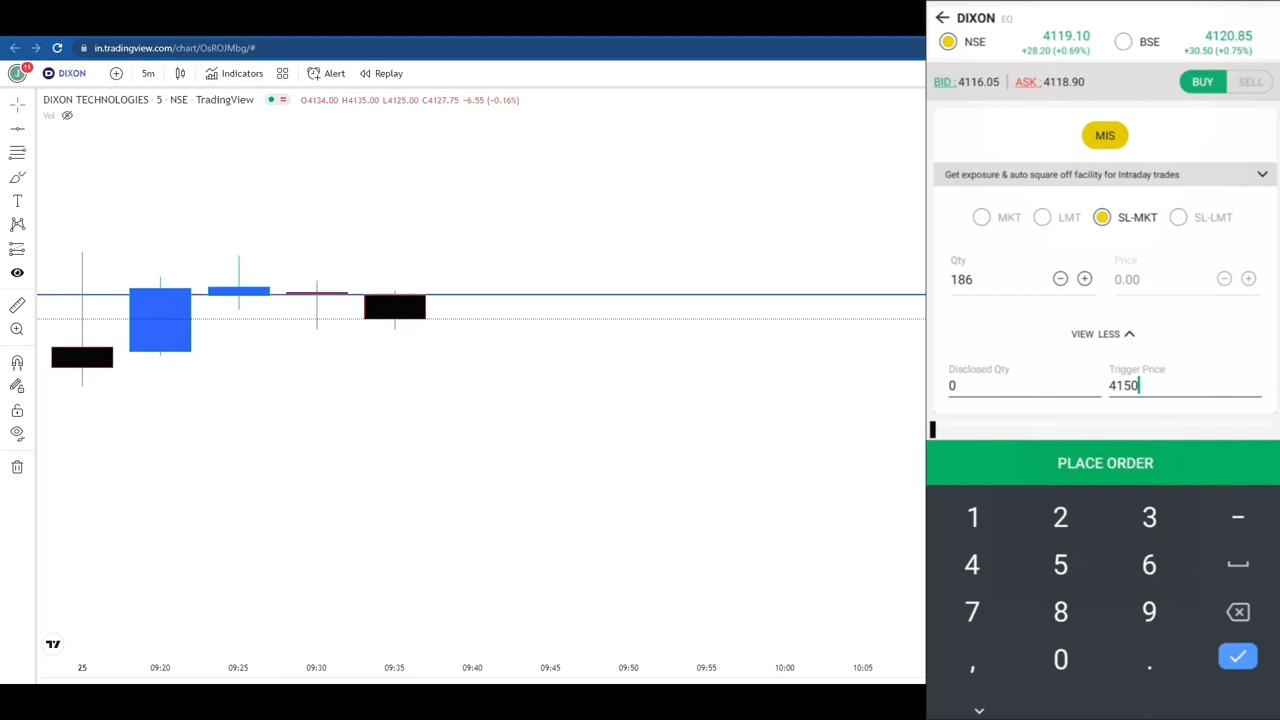 in.tradingview.com/chart/OsROJMbg/#
11
DIXON
5m
Indicators
Alert
Replay
DIXON TECHNOLOGIES · 5 · NSE · TradingView
O4134.00 H4135.00 L4125.00 C4127.75 −6.55 (−0.16%)
Vol
25
09:20
09:25
09:30
09:35
09:40
09:45
09:50
09:55
10:00
10:05
DIXON EQ
NSE
4119.10
+28.20 (+0.69%)
BSE
4120.85
+30.50 (+0.75%)
BID : 4116.05
ASK : 4118.90
BUY
SELL
MIS
Get exposure & auto square off facility for Intraday trades
MKT
LMT
SL-MKT
SL-LMT
Qty
186
Price
0.00
VIEW LESS
Disclosed Qty
0
Trigger Price
4150
PLACE ORDER
1 2 3 −
4 5 6
7 8 9
, 0 .